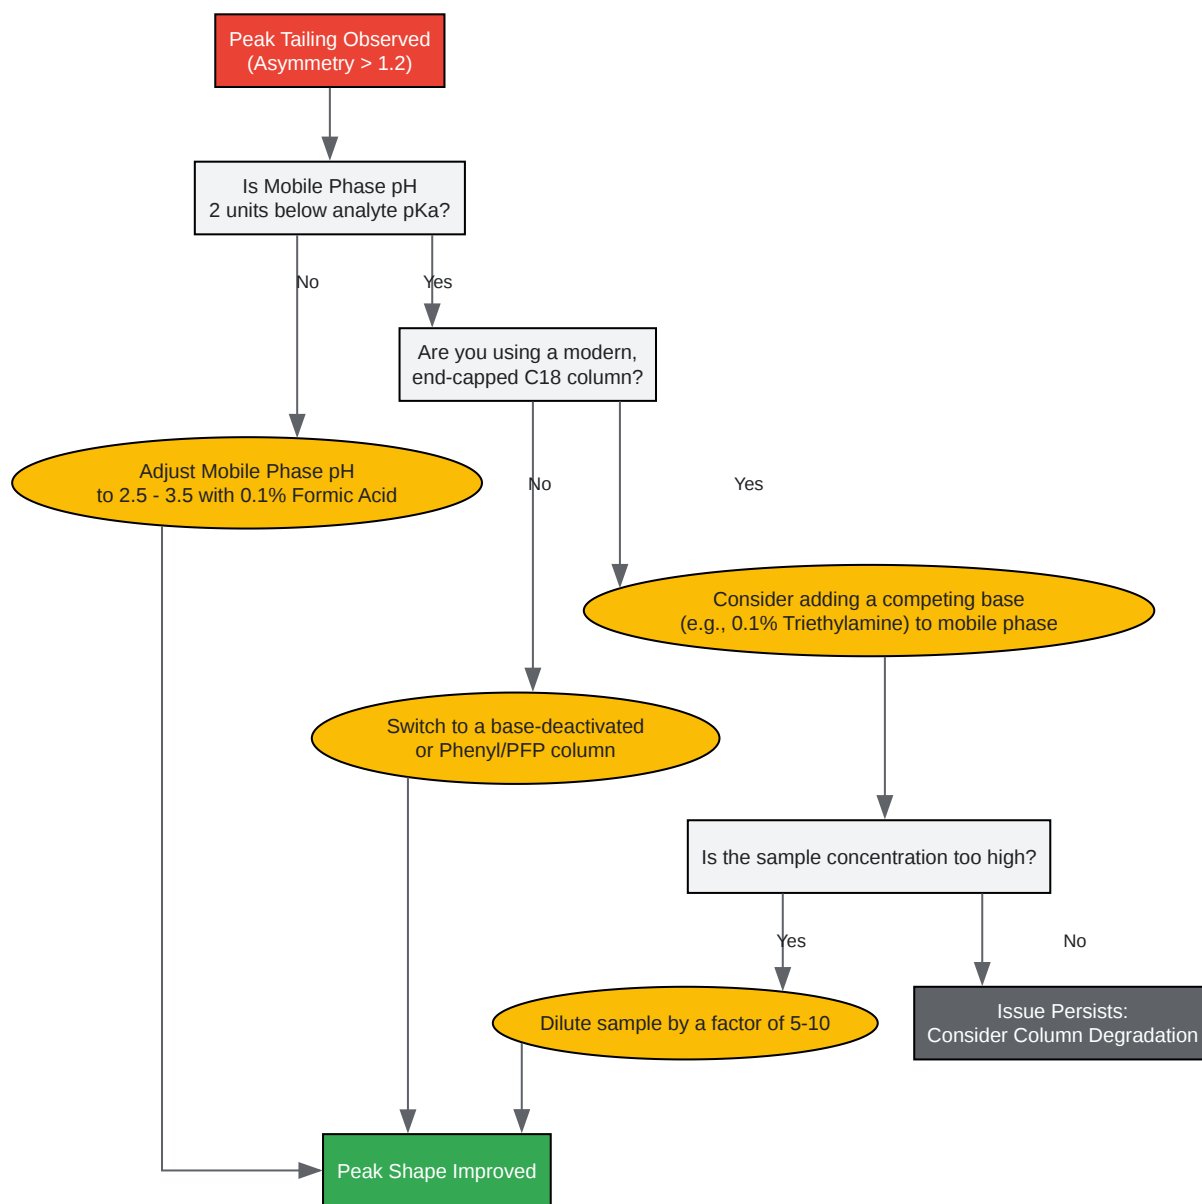 Peak Tailing Observed
(Asymmetry > 1.2)
Is Mobile Phase pH
2 units below analyte pKa?
No
Yes
Are you using a modern,
end-capped C18 column?
Adjust Mobile Phase pH
to 2.5 - 3.5 with 0.1% Formic Acid
No
Yes
Consider adding a competing base
(e.g., 0.1% Triethylamine) to mobile phase
Switch to a base-deactivated
or Phenyl/PFP column
Is the sample concentration too high?
Yes
No
Dilute sample by a factor of 5-10
Issue Persists:
Consider Column Degradation
Peak Shape Improved